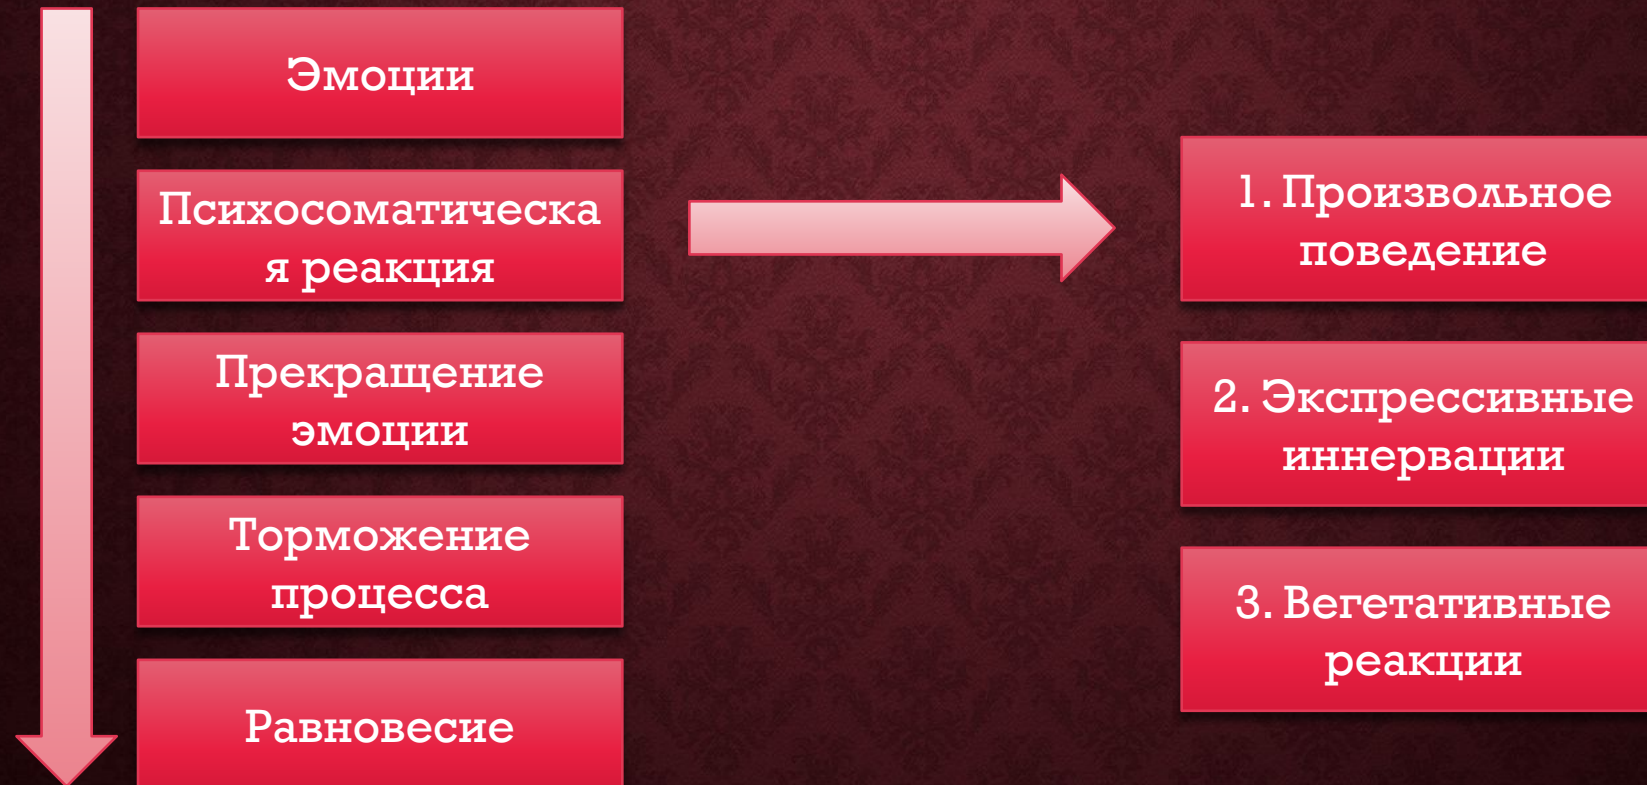 Эмоции
Психосоматическа
я реакция
Прекращение
эмоции
Торможение
процесса
Равновесие
1. Произвольное
поведение
2. Экспрессивные
иннервации
3. Вегетативные
реакции